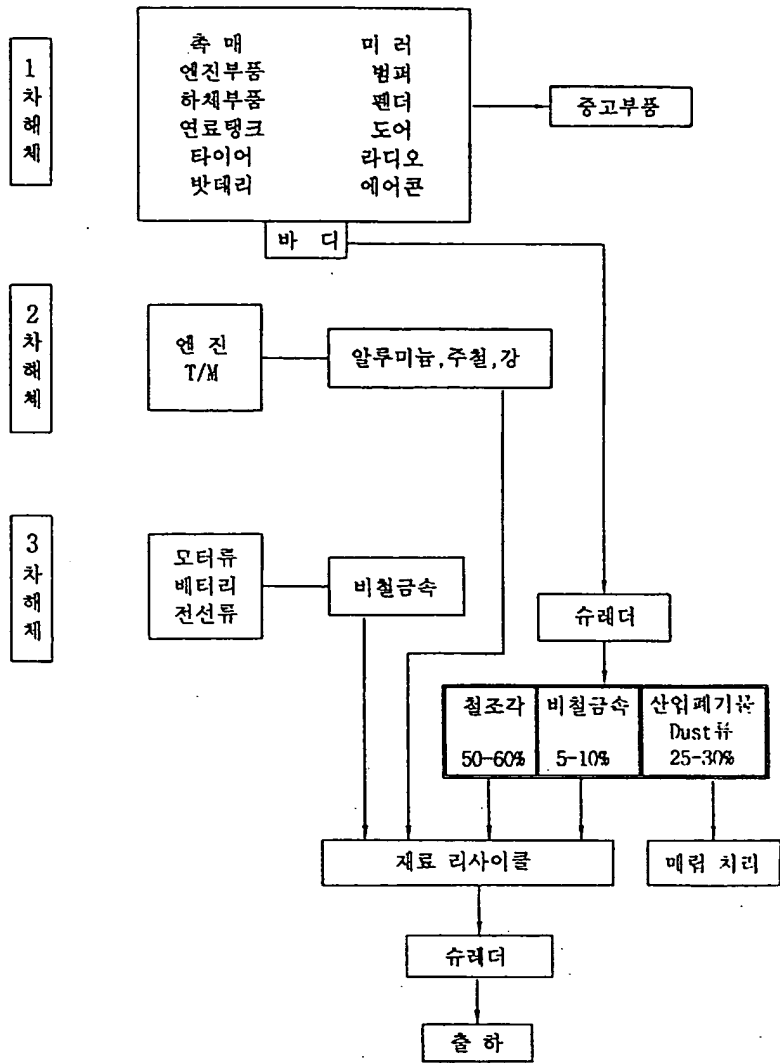 1차해체
촉 매 미 러
엔진부품 범퍼
하체부품 펜더
연료탱크 도어
타이어 라디오
밧데리 에어콘
중고부품
바 디
2차해체
엔 진
T/M
알루미늄,주철,강
3차해체
모터류
배터리
전선류
비철금속
슈레더
철조각 비철금속 산업폐기물
Dust류
50-60% 5-10% 25-30%
재료 리사이클
매립 처리
슈레더
출 하